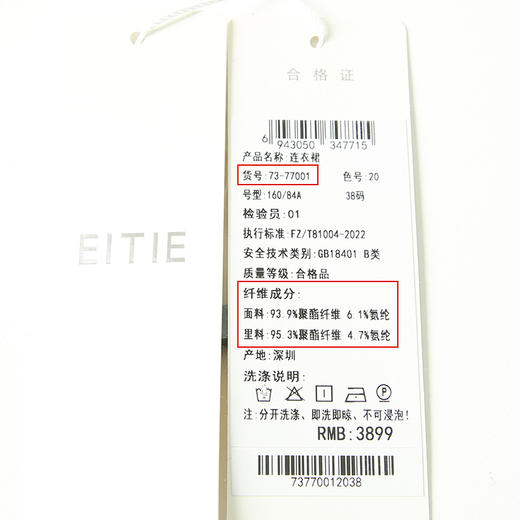 EITIE
合格证
6 943050 347715
产品名称 连衣裙
货号:73-77001 色号:20
号型:160/84A 38码
检验员:01
执行标准:FZ/T81004-2022
安全技术类别:GB18401 B类
质量等级:合格品
纤维成分:
面料:93.9%聚酯纤维 6.1%氨纶
里料:95.3%聚酯纤维 4.7%氨纶
产地:深圳
洗涤说明:
P
注:分开洗涤、即洗即晾、不可浸泡!
RMB:3899
73770012038